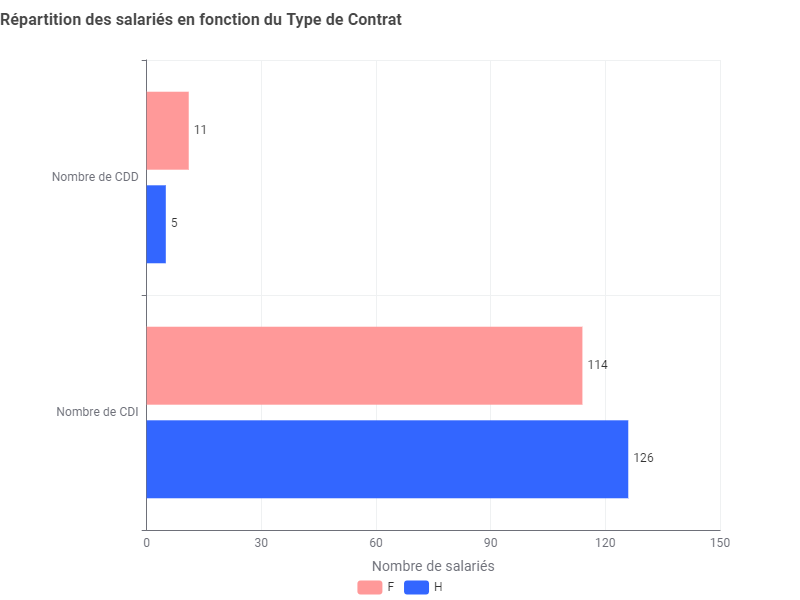 Répartition des salariés en fonction du Type de Contrat
11
Nombre de CDD
5
114
Nombre de CDI
126
0 30 60 90 120 150
Nombre de salariés
F H